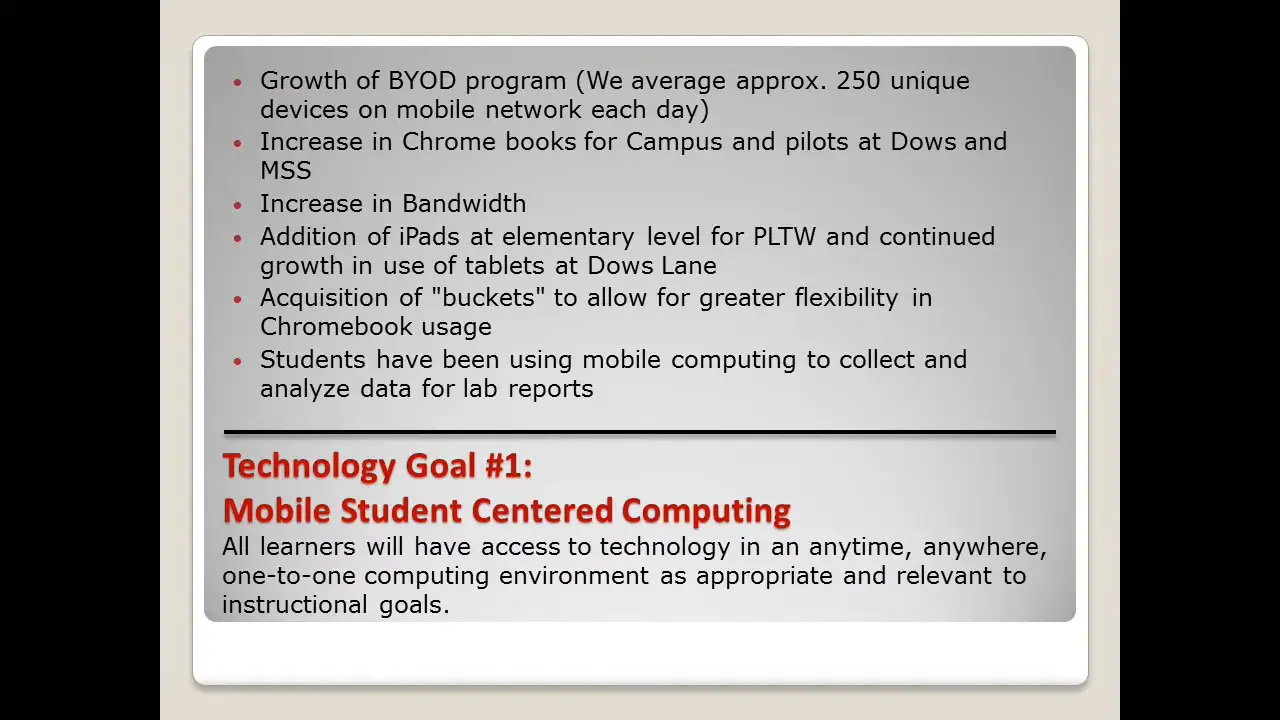 Growth of BYOD program (We average approx. 250 unique
devices on mobile network each day)
Increase in Chrome books for Campus and pilots at Dows and
MSS
Increase in Bandwidth
Addition of iPads at elementary level for PLTW and continued
growth in use of tablets at Dows Lane
Acquisition of "buckets" to allow for greater flexibility in
Chromebook usage
Students have been using mobile computing to collect and
analyze data for lab reports
Technology Goal #1:
Mobile Student Centered Computing
All learners will have access to technology in an anytime, anywhere,
one-to-one computing environment as appropriate and relevant to
instructional goals.